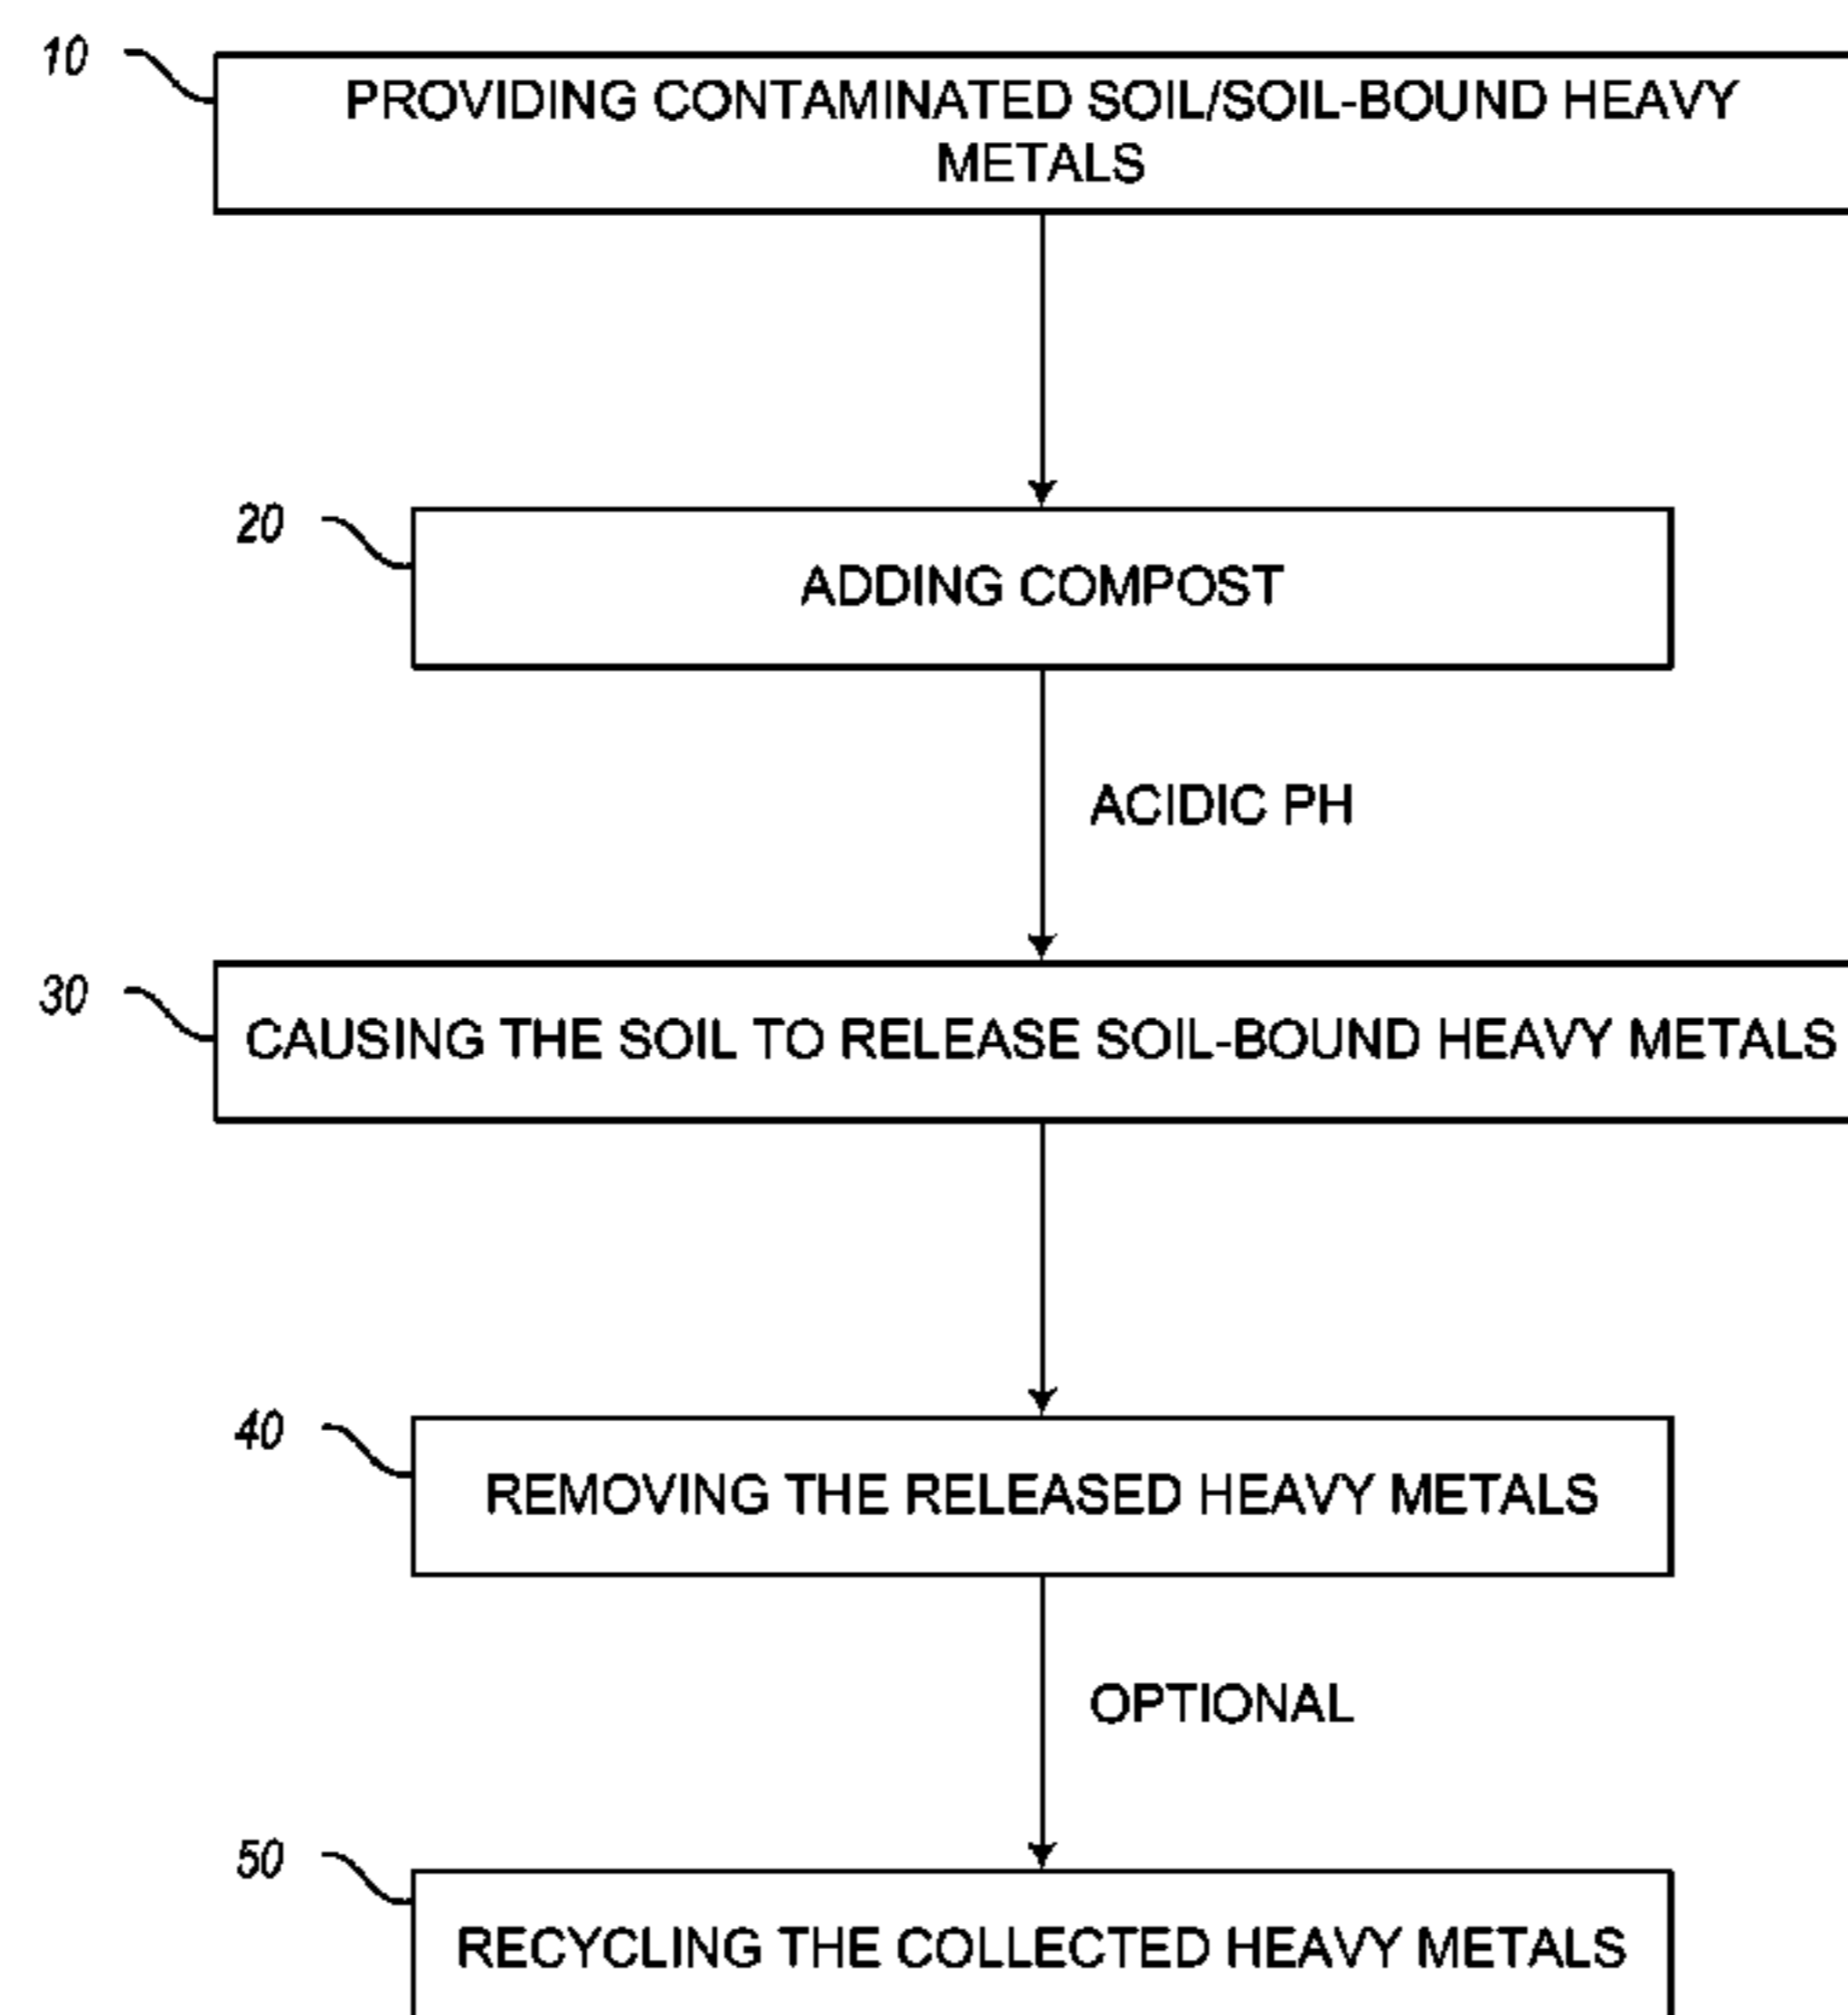 10
PROVIDING CONTAMINATED SOIL/SOIL-BOUND HEAVY
METALS
20
ADDING COMPOST
ACIDIC PH
30
CAUSING THE SOIL TO RELEASE SOIL-BOUND HEAVY METALS
40
REMOVING THE RELEASED HEAVY METALS
OPTIONAL
50
RECYCLING THE COLLECTED HEAVY METALS